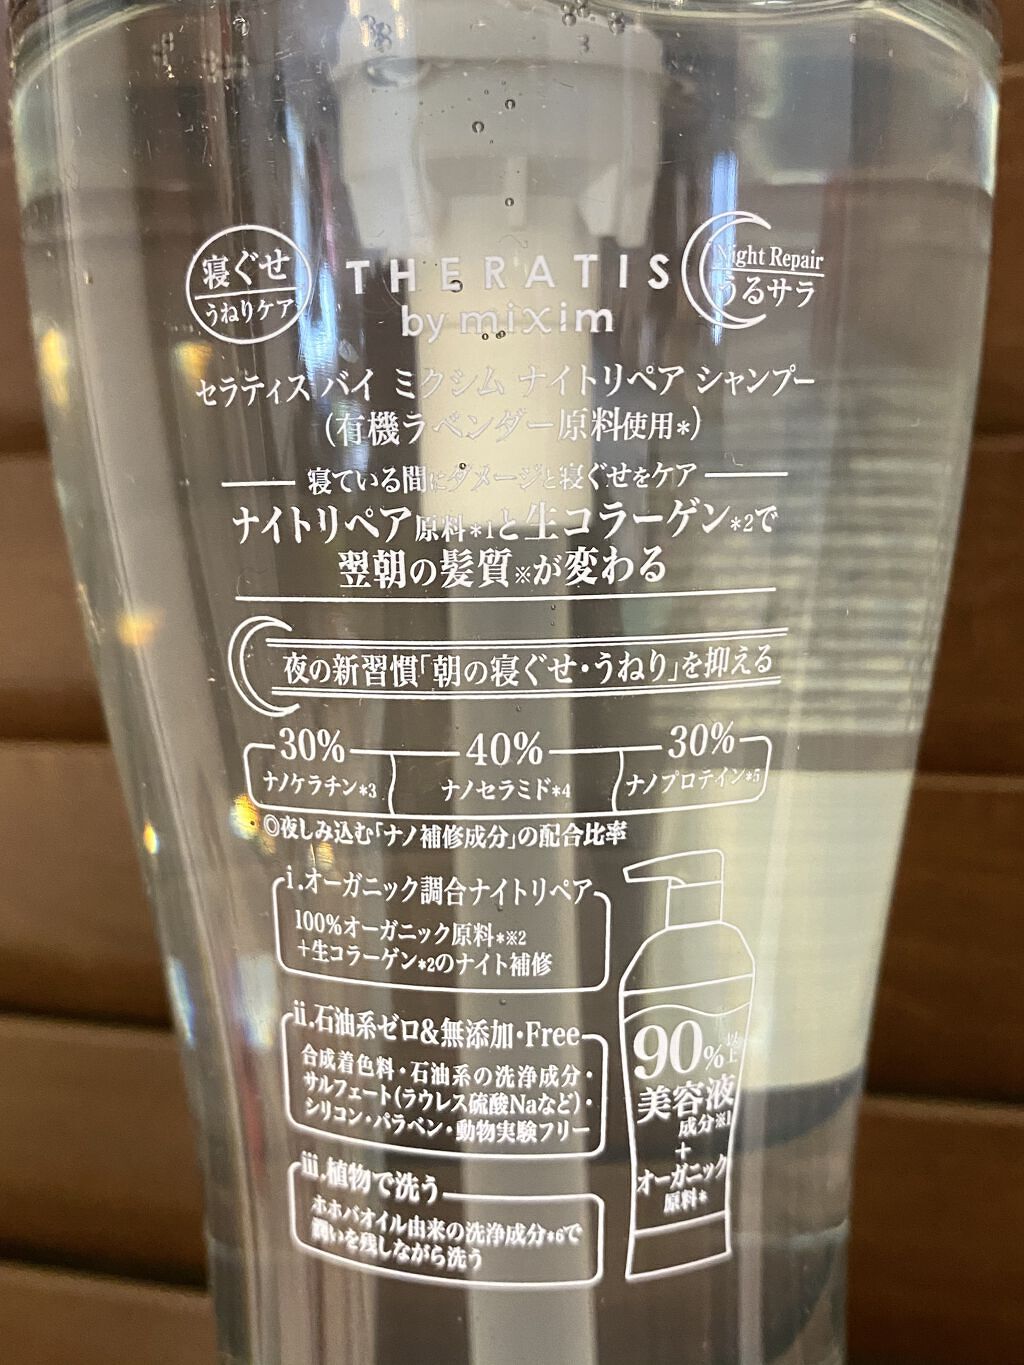 寝ぐせ
うねりケア
THERATIS
by mixim
Night Repair
うるサラ
セラティス バイ ミクシム ナイトリペア シャンプー
(有機ラベンダー原料使用*)
寝ている間にダメージと寝ぐせをケア
ナイトリペア原料*1と生コラーゲン*2で
翌朝の髪質※が変わる
夜の新習慣「朝の寝ぐせ・うねり」を抑える
30% 40% 30%
ナノケラチン*3 ナノセラミド*4 ナノプロテイン*5
◎夜しみ込む「ナノ補修成分」の配合比率
i.オーガニック調合ナイトリペア
100%オーガニック原料*※2
+生コラーゲン*2のナイト補修
ii.石油系ゼロ&無添加・Free
合成着色料・石油系の洗浄成分・
サルフェート(ラウレス硫酸Naなど)・
シリコン・パラベン・動物実験フリー
iii.植物で洗う
ホホバオイル由来の洗浄成分*6で
潤いを残しながら洗う
90%以上
美容液
成分※1
+
オーガニック
原料*